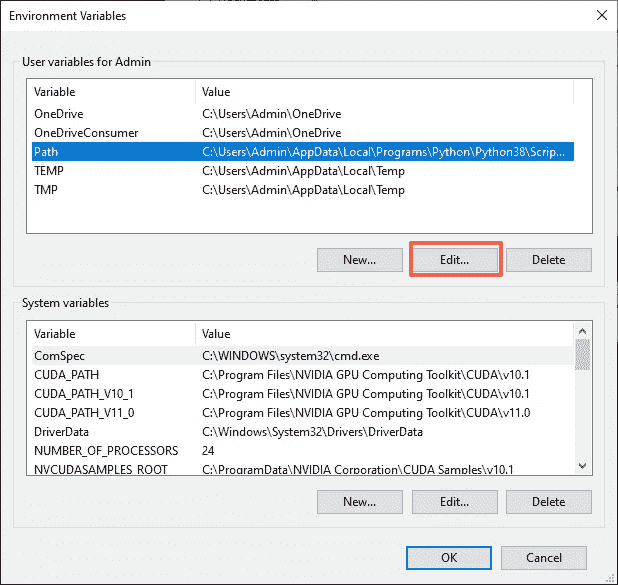 Environment Variables
User variables for Admin
Variable Value
OneDrive C:\Users\Admin\OneDrive
OneDriveConsumer C:\Users\Admin\OneDrive
Path C:\Users\Admin\AppData\Local\Programs\Python\Python38\Scrip...
TEMP C:\Users\Admin\AppData\Local\Temp
TMP C:\Users\Admin\AppData\Local\Temp
New... Edit... Delete
System variables
Variable Value
ComSpec C:\WINDOWS\system32\cmd.exe
CUDA_PATH C:\Program Files\NVIDIA GPU Computing Toolkit\CUDA\v10.1
CUDA_PATH_V10_1 C:\Program Files\NVIDIA GPU Computing Toolkit\CUDA\v10.1
CUDA_PATH_V11_0 C:\Program Files\NVIDIA GPU Computing Toolkit\CUDA\v11.0
DriverData C:\Windows\System32\Drivers\DriverData
NUMBER_OF_PROCESSORS 24
NVCUDASAMPLES_ROOT C:\ProgramData\NVIDIA Corporation\CUDA Samples\v10.1
New... Edit... Delete
OK Cancel